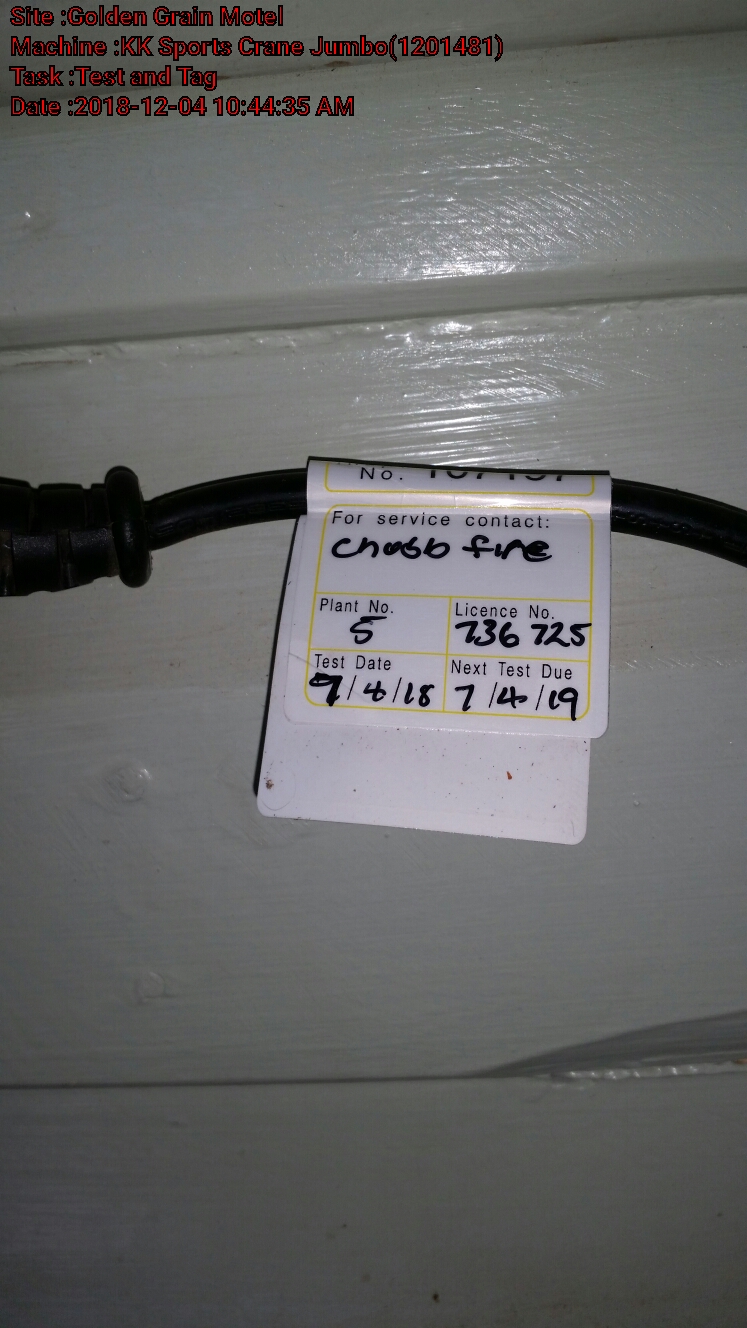 Site :Golden Grain Motel
Machine :KK Sports Crane Jumbo(1201481)
Task :Test and Tag
Date :2018-12-04 10:44:35 AM
No.
For service contact:
chubb fire
Plant No. Licence No.
5 736 725
Test Date Next Test Due
7/4/18 7/4/19